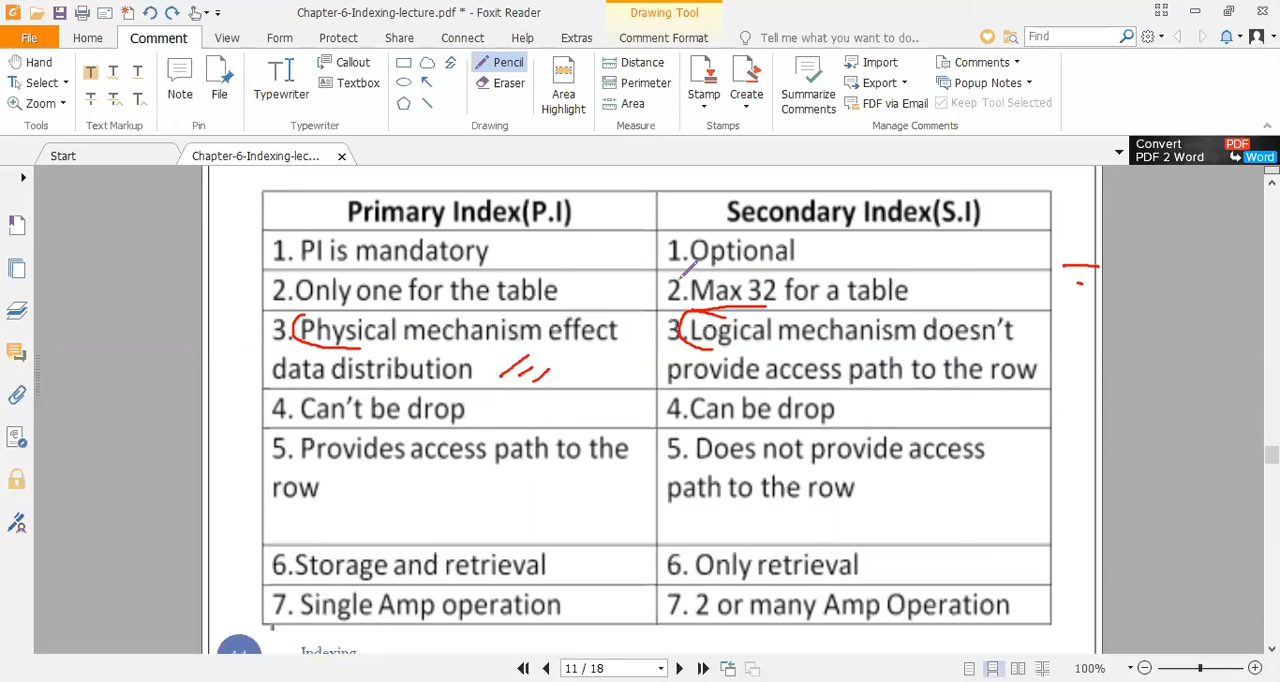 Chapter-6-Indexing-lecture.pdf * - Foxit Reader
Drawing Tool
File Home Comment View Form Protect Share Connect Help Extras Comment Format Tell me what you want to do... Find
Hand
Select
Zoom
Tools
Text Markup
Note
File
Pin
Typewriter
Callout
Textbox
Typewriter
Pencil
Eraser
Drawing
Area
Highlight
Distance
Perimeter
Area
Measure
Stamp
Create
Stamps
Summarize
Comments
Import
Export
FDF via Email
Comments
Popup Notes
Keep Tool Selected
Manage Comments
Start
Chapter-6-Indexing-lec...
Convert PDF
PDF 2 Word Word
Primary Index(P.I) Secondary Index(S.I)
1. PI is mandatory 1.Optional
2.Only one for the table 2.Max 32 for a table
3.Physical mechanism effect 3.Logical mechanism doesn't
data distribution provide access path to the row
4. Can't be drop 4.Can be drop
5. Provides access path to the 5. Does not provide access
row path to the row
6.Storage and retrieval 6. Only retrieval
7. Single Amp operation 7. 2 or many Amp Operation
Indexing
11 / 18
100%